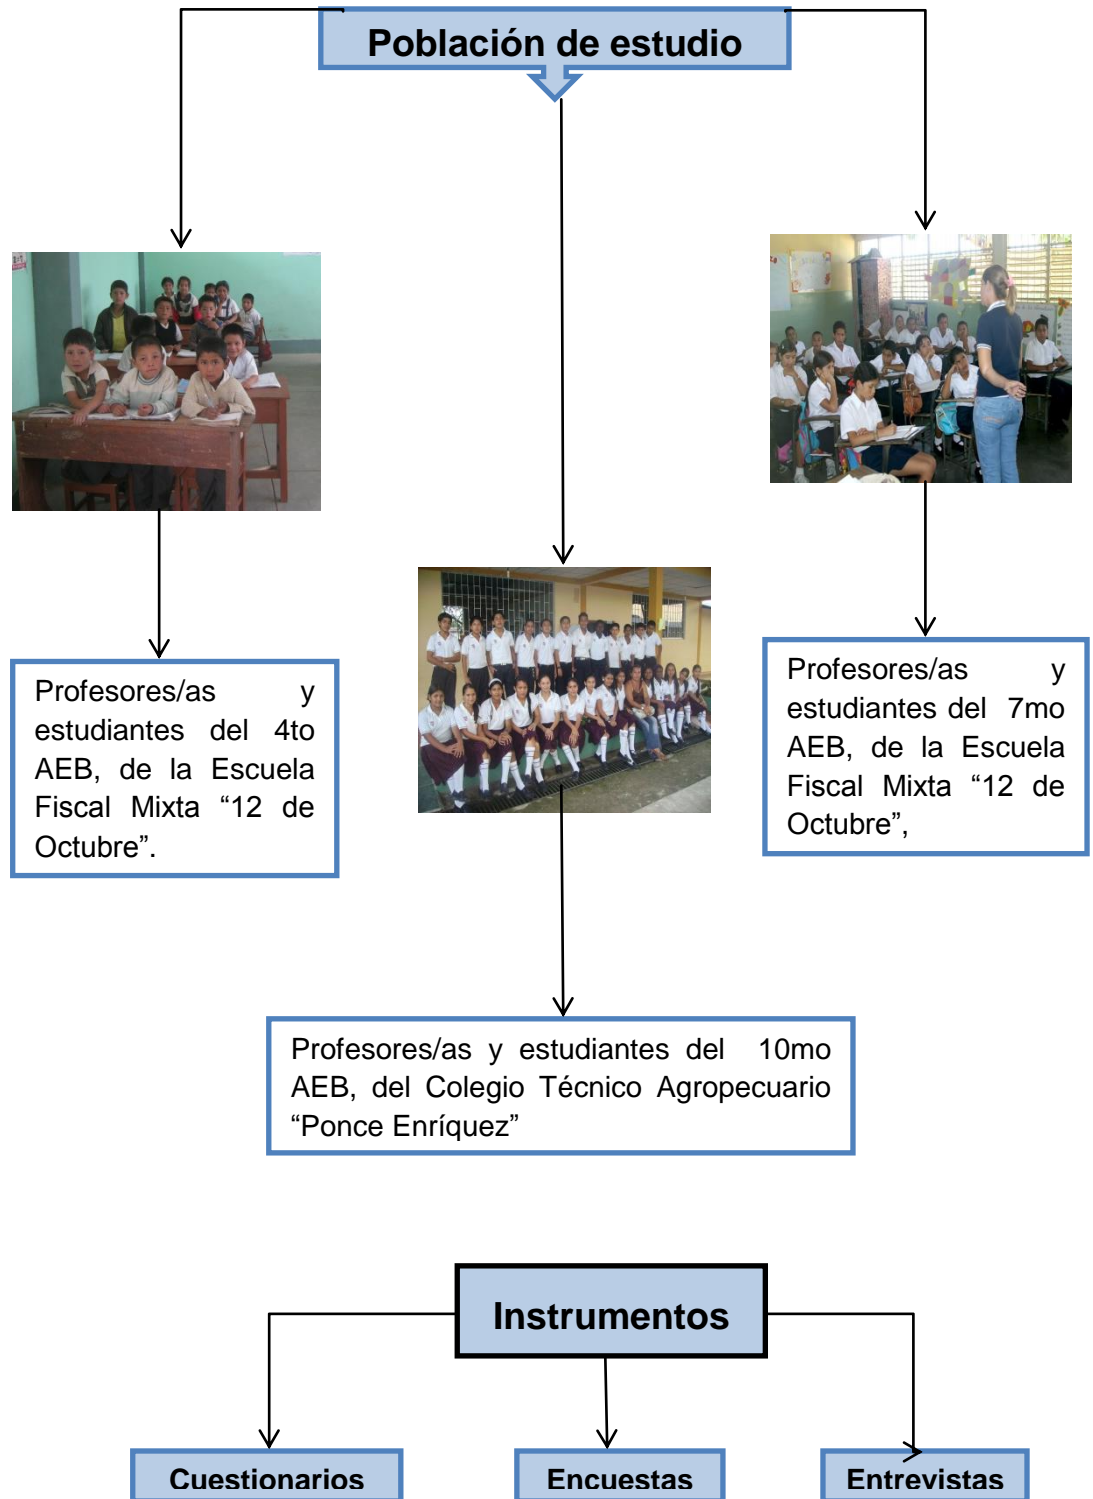 Población de estudio
Profesores/as y
estudiantes del 4to
AEB, de la Escuela
Fiscal Mixta “12 de
Octubre”.
Profesores/as y
estudiantes del 7mo
AEB, de la Escuela
Fiscal Mixta “12 de
Octubre”,
Profesores/as y estudiantes del 10mo
AEB, del Colegio Técnico Agropecuario
“Ponce Enríquez”
Instrumentos
Cuestionarios
Encuestas
Entrevistas